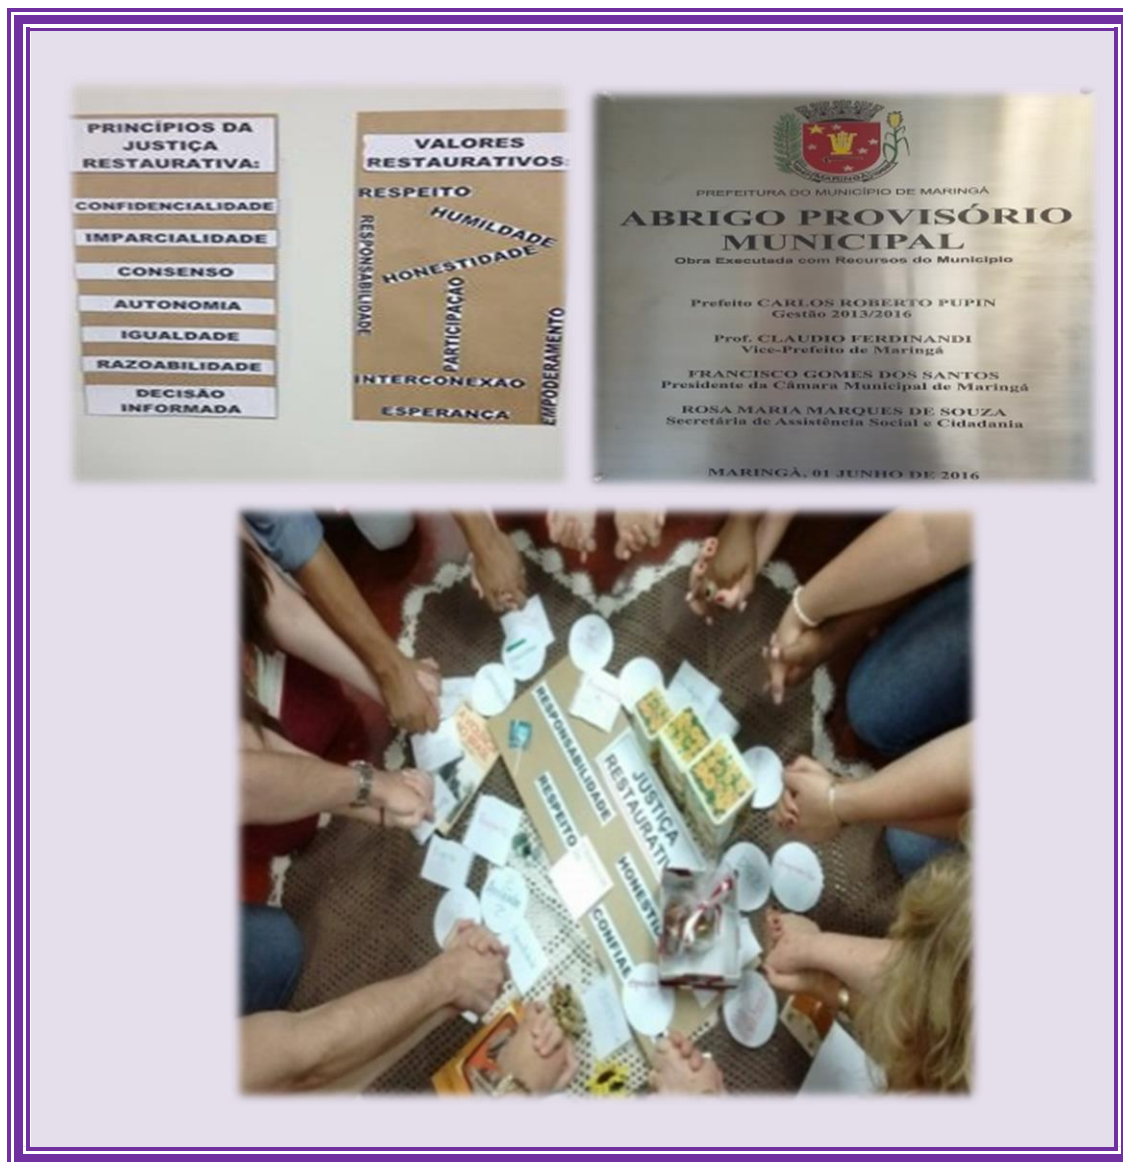 PRINCÍPIOS DA
JUSTIÇA
RESTAURATIVA:
CONFIDENCIALIDADE
IMPARCIALIDADE
CONSENSO
AUTONOMIA
IGUALDADE
RAZOABILIDADE
DECISÃO
INFORMADA
VALORES
RESTAURATIVOS:
RESPEITO
HUMILDADE
RESPONSABILIDADE
HONESTIDADE
PARTICIPAÇÃO
EMPODERAMENTO
INTERCONEXÃO
ESPERANÇA
MARINGÁ
PREFEITURA DO MUNICÍPIO DE MARINGÁ
ABRIGO PROVISÓRIO
MUNICIPAL
Obra Executada com Recursos do Município
Prefeito CARLOS ROBERTO PUPIN
Gestão 2013/2016
Prof. CLAUDIO FERDINANDI
Vice-Prefeito de Maringá
FRANCISCO GOMES DOS SANTOS
Presidente da Câmara Municipal de Maringá
ROSA MARIA MARQUES DE SOUZA
Secretária de Assistência Social e Cidadania
MARINGÁ, 01 JUNHO DE 2016
RESPONSABILIDADE
JUSTIÇA
RESTAURATIV
RESPEITO
HONESTID
CONFIAE